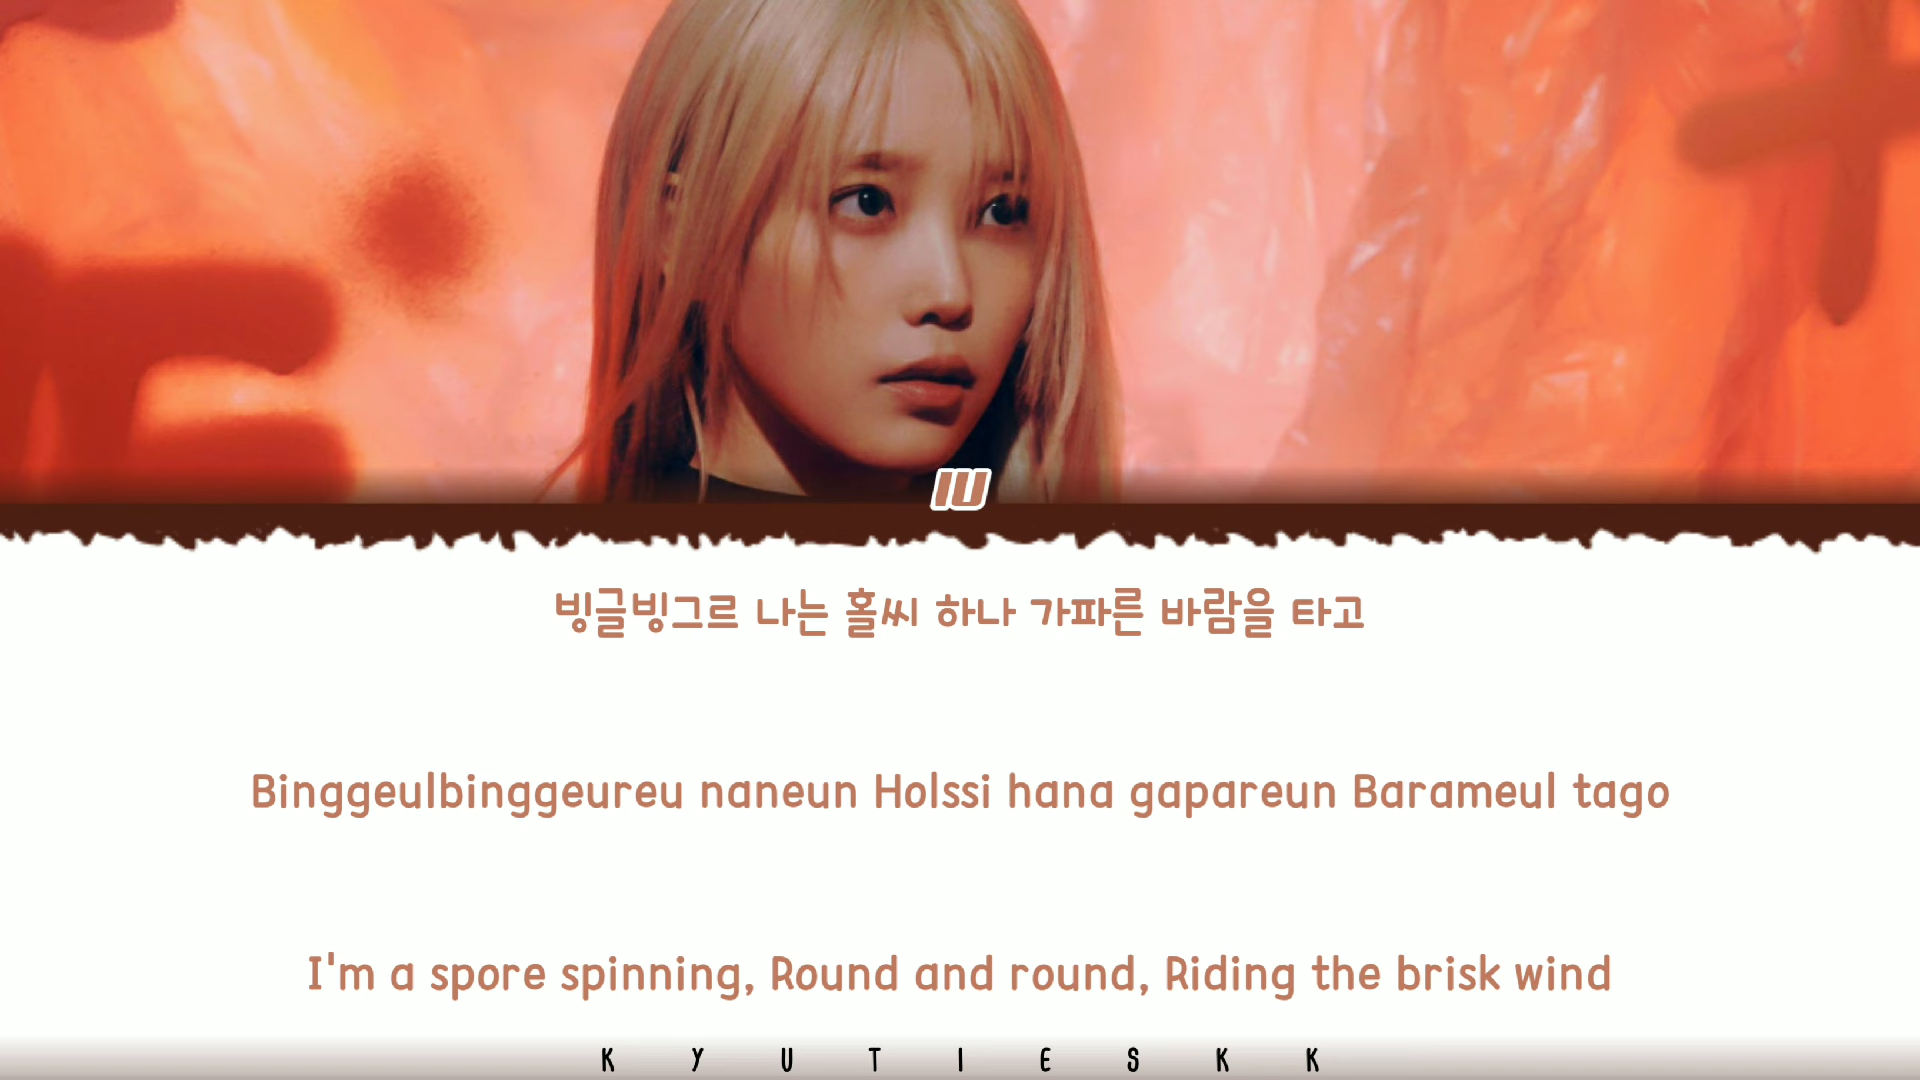 IU
빙글빙그르 나는 홀씨 하나 가파른 바람을 타고
Binggeulbinggeureu naneun Holssi hana gapareun Barameul tago
I'm a spore spinning, Round and round, Riding the brisk wind
KYUTIESKK